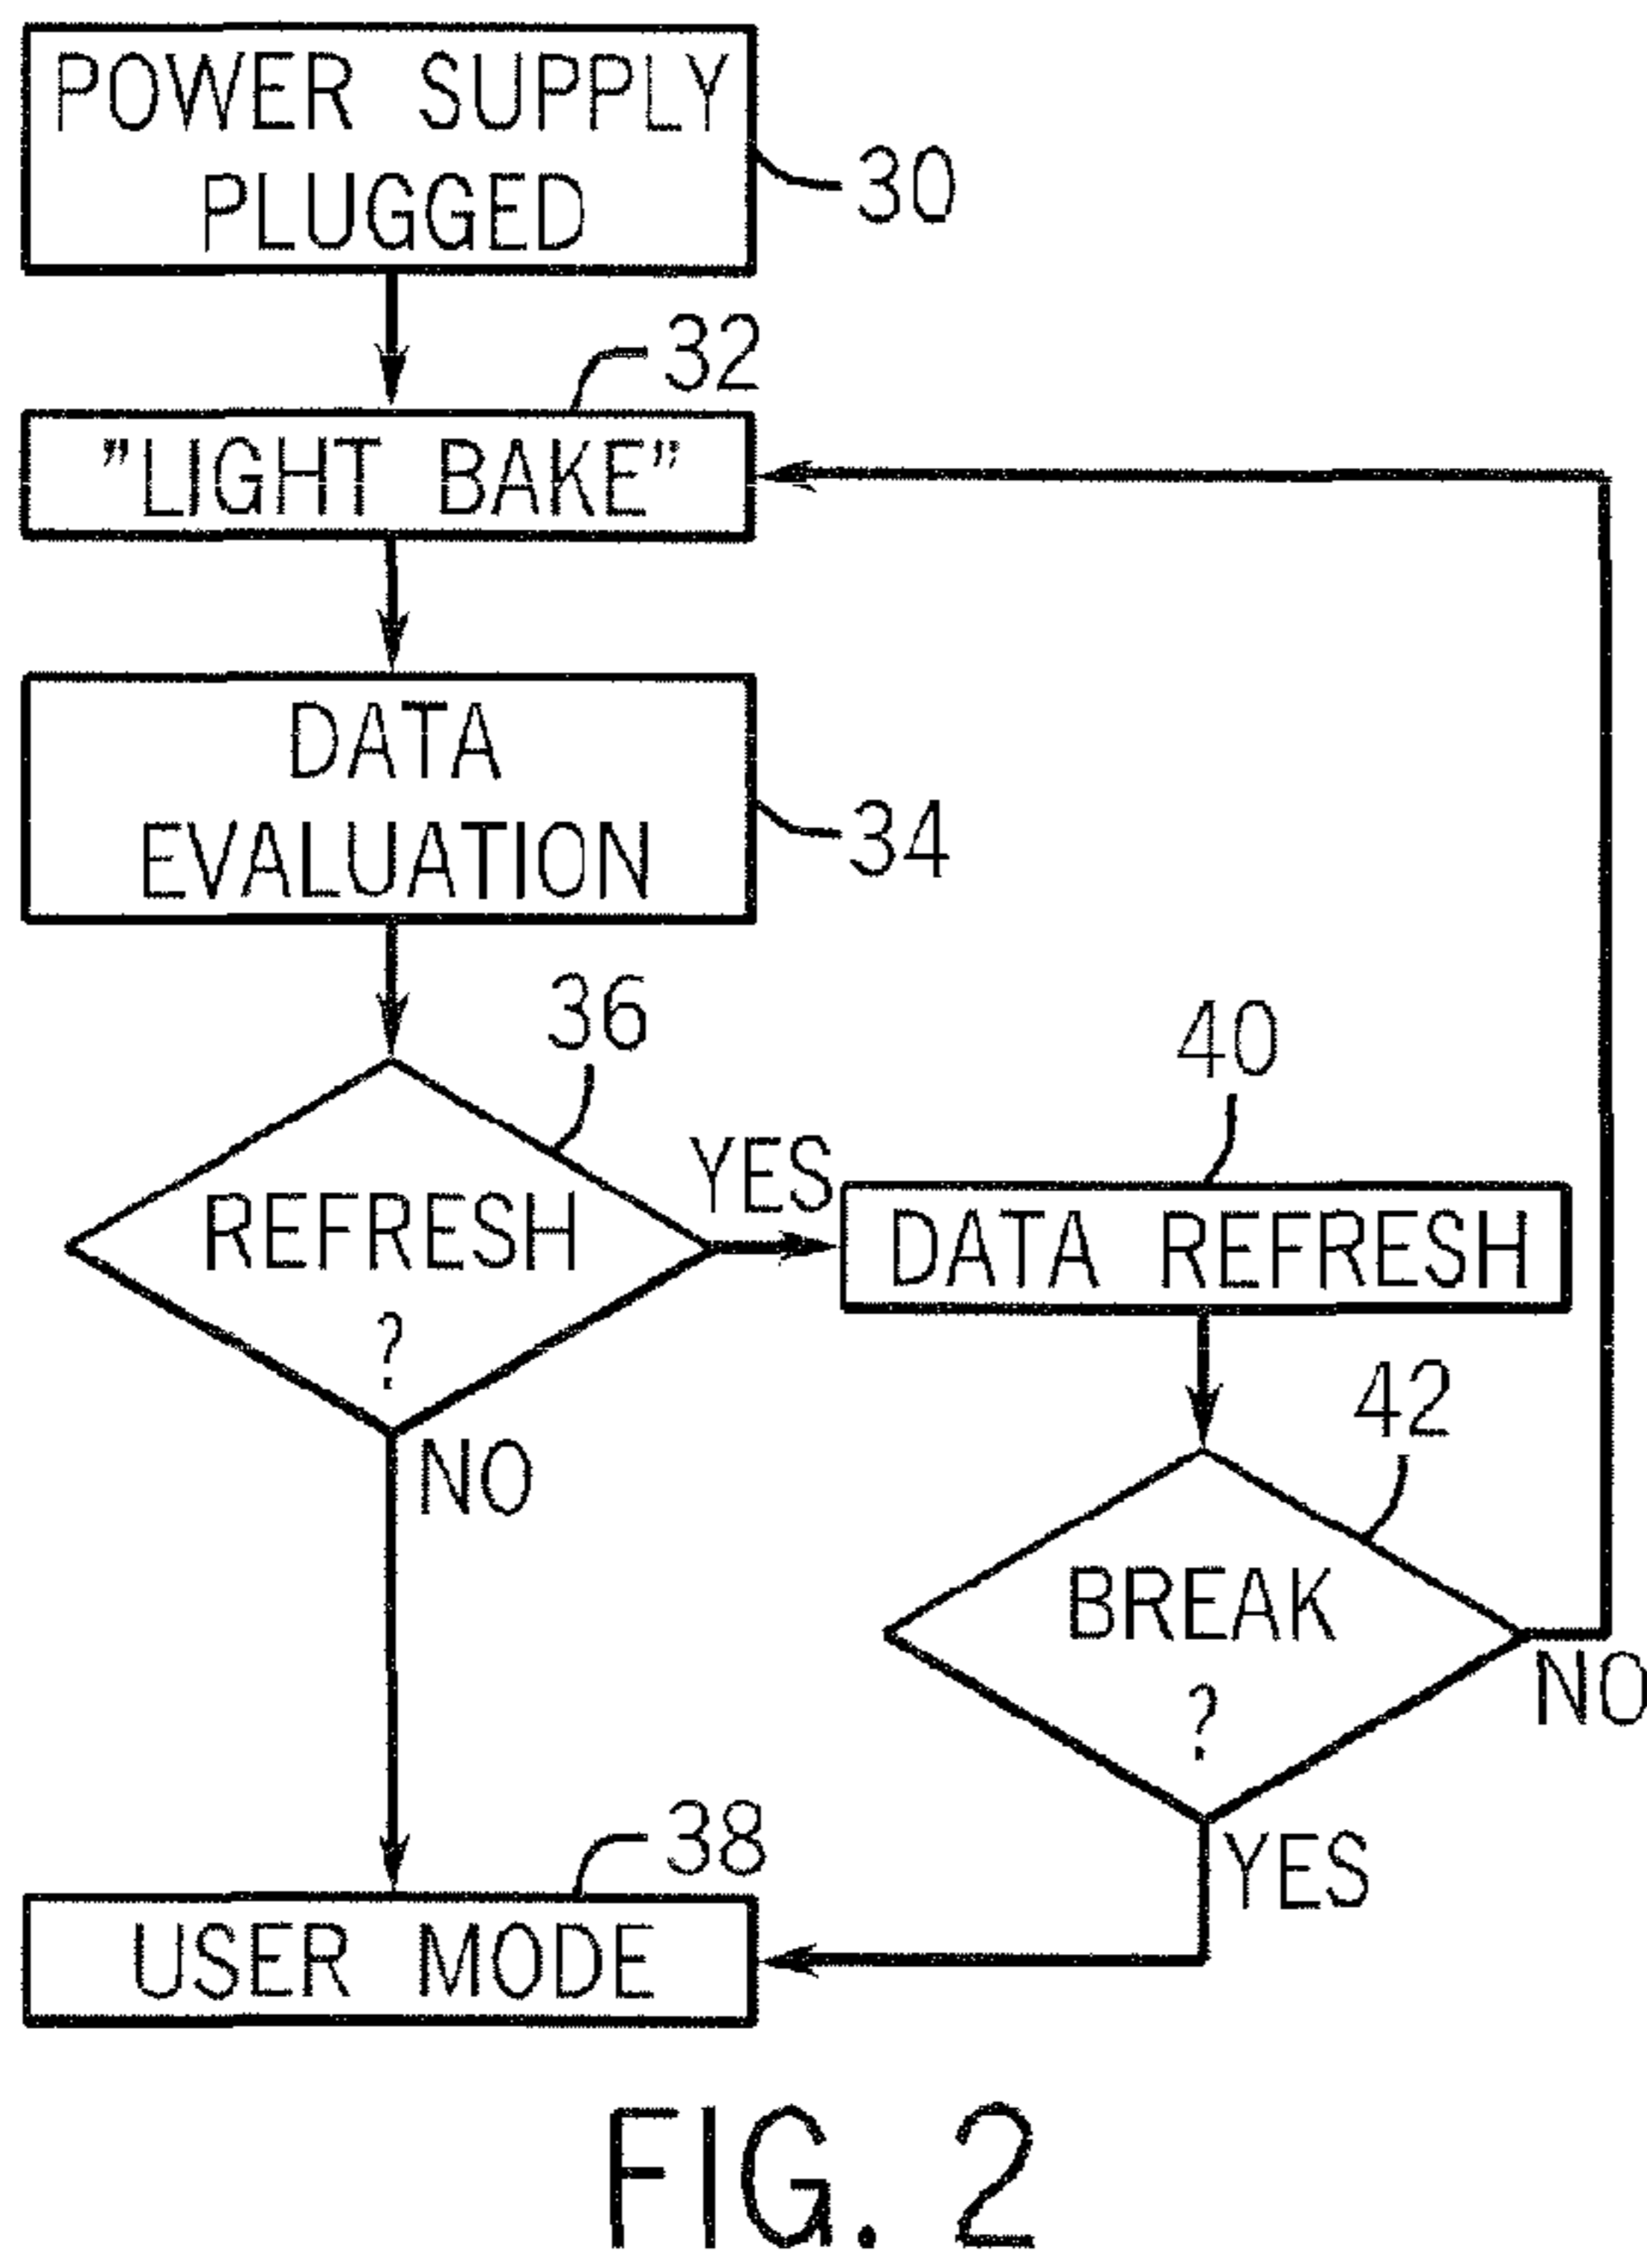 POWER SUPPLY
PLUGGED
30
32
"LIGHT BAKE"
DATA
EVALUATION
34
36
REFRESH
?
YES
NO
40
DATA REFRESH
42
BREAK
?
NO
YES
38
USER MODE
FIG. 2